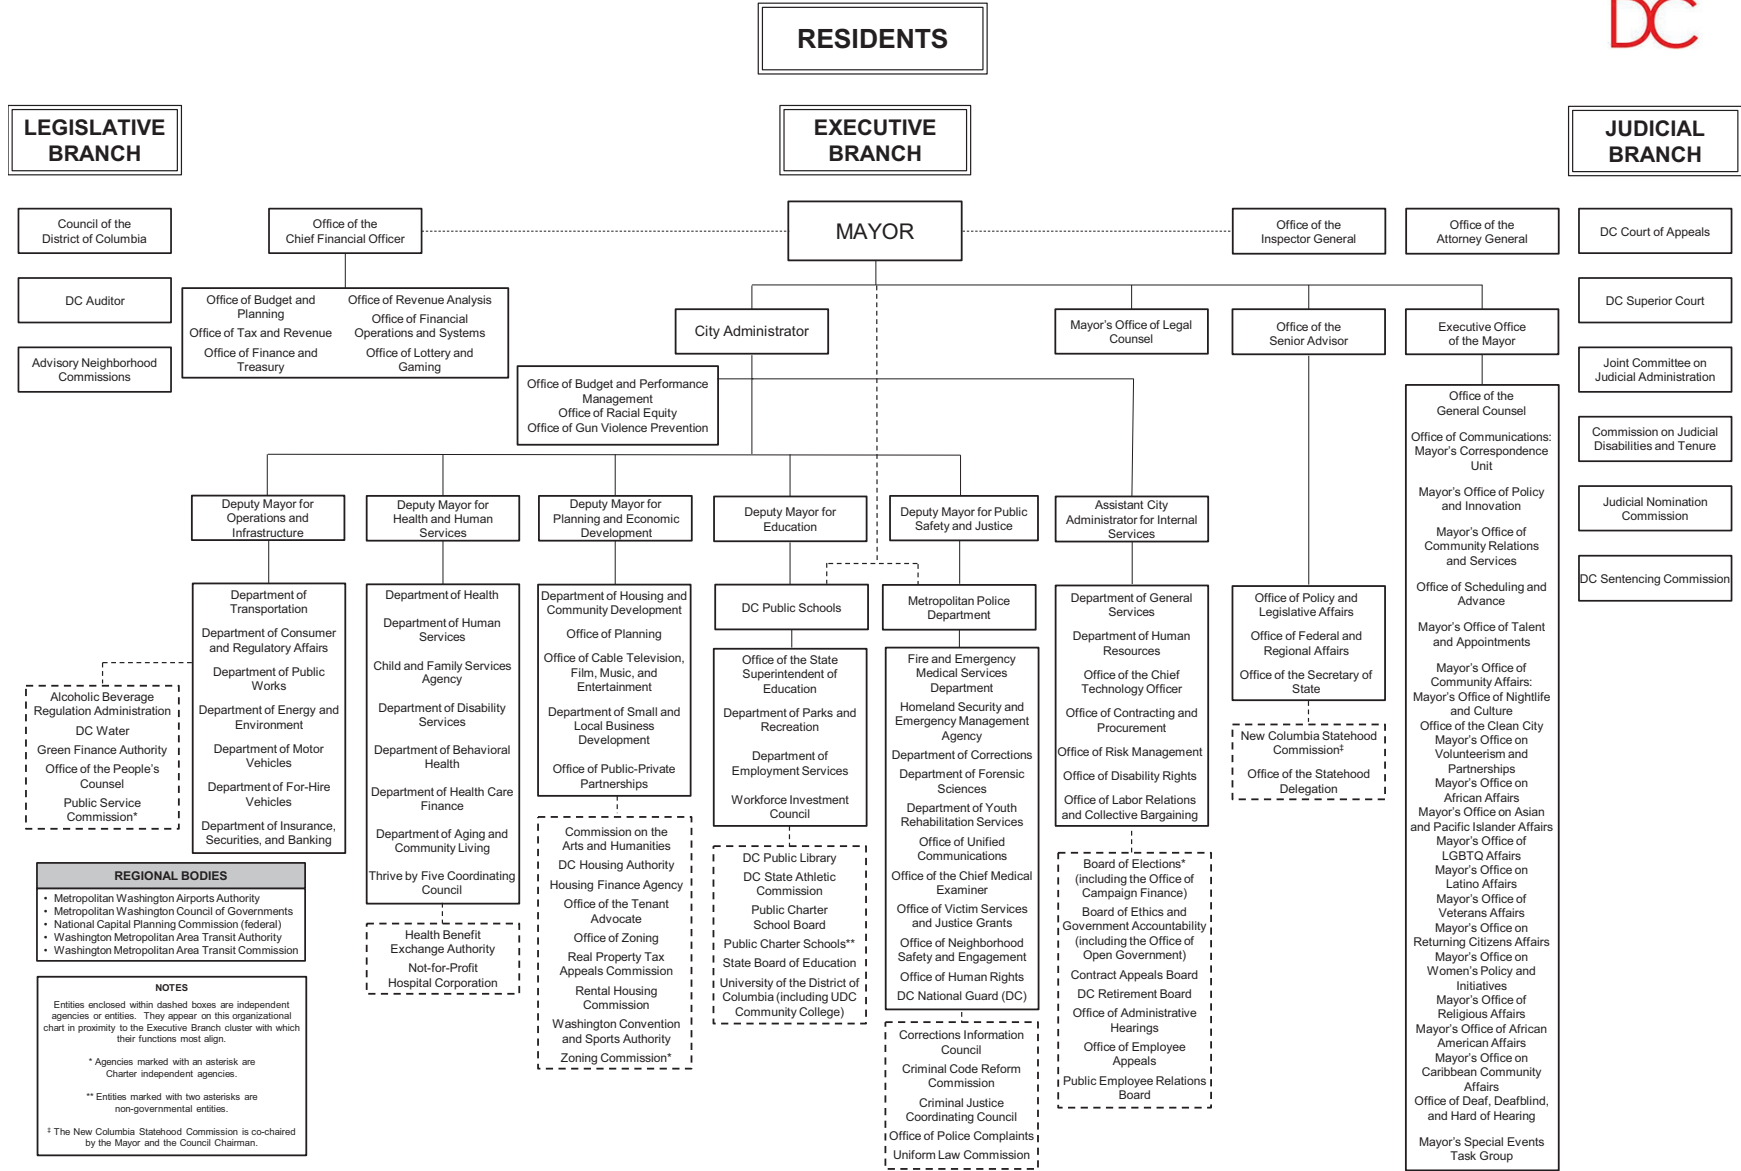 DC
RESIDENTS
LEGISLATIVE
BRANCH
EXECUTIVE
BRANCH
JUDICIAL
BRANCH
Council of the
District of Columbia
DC Auditor
Advisory Neighborhood
Commissions
Office of the
Chief Financial Officer
Office of Budget and
Planning
Office of Tax and Revenue
Office of Finance and
Treasury
Office of Revenue Analysis
Office of Financial
Operations and Systems
Office of Lottery and
Gaming
MAYOR
Office of the
Inspector General
Office of the
Attorney General
DC Court of Appeals
DC Superior Court
Joint Committee on
Judicial Administration
Commission on Judicial
Disabilities and Tenure
Judicial Nomination
Commission
DC Sentencing Commission
City Administrator
Mayor's Office of Legal
Counsel
Office of the
Senior Advisor
Executive Office
of the Mayor
Office of Budget and Performance
Management
Office of Racial Equity
Office of Gun Violence Prevention
Deputy Mayor for
Operations and
Infrastructure
Deputy Mayor for
Health and Human
Services
Deputy Mayor for
Planning and Economic
Development
Deputy Mayor for
Education
Deputy Mayor for Public
Safety and Justice
Assistant City
Administrator for Internal
Services
Department of
Transportation
Department of Consumer
and Regulatory Affairs
Department of Public
Works
Department of Energy and
Environment
Department of Motor
Vehicles
Department of For-Hire
Vehicles
Department of Insurance,
Securities, and Banking
Alcoholic Beverage
Regulation Administration
DC Water
Green Finance Authority
Office of the People's
Counsel
Public Service
Commission*
Department of Health
Department of Human
Services
Child and Family Services
Agency
Department of Disability
Services
Department of Behavioral
Health
Department of Health Care
Finance
Department of Aging and
Community Living
Thrive by Five Coordinating
Council
Health Benefit
Exchange Authority
Not-for-Profit
Hospital Corporation
Department of Housing and
Community Development
Office of Planning
Office of Cable Television,
Film, Music, and
Entertainment
Department of Small and
Local Business
Development
Office of Public-Private
Partnerships
Commission on the
Arts and Humanities
DC Housing Authority
Housing Finance Agency
Office of the Tenant
Advocate
Office of Zoning
Real Property Tax
Appeals Commission
Rental Housing
Commission
Washington Convention
and Sports Authority
Zoning Commission*
DC Public Schools
Office of the State
Superintendent of
Education
Department of Parks and
Recreation
Department of
Employment Services
Workforce Investment
Council
DC Public Library
DC State Athletic
Commission
Public Charter
School Board
Public Charter Schools**
State Board of Education
University of the District of
Columbia (including UDC
Community College)
Metropolitan Police
Department
Fire and Emergency
Medical Services
Department
Homeland Security and
Emergency Management
Agency
Department of Corrections
Department of Forensic
Sciences
Department of Youth
Rehabilitation Services
Office of Unified
Communications
Office of the Chief Medical
Examiner
Office of Victim Services
and Justice Grants
Office of Neighborhood
Safety and Engagement
Office of Human Rights
DC National Guard (DC)
Corrections Information
Council
Criminal Code Reform
Commission
Criminal Justice
Coordinating Council
Office of Police Complaints
Uniform Law Commission
Department of General
Services
Department of Human
Resources
Office of the Chief
Technology Officer
Office of Contracting and
Procurement
Office of Risk Management
Office of Disability Rights
Office of Labor Relations
and Collective Bargaining
Board of Elections*
(including the Office of
Campaign Finance)
Board of Ethics and
Government Accountability
(including the Office of
Open Government)
Contract Appeals Board
DC Retirement Board
Office of Administrative
Hearings
Office of Employee
Appeals
Public Employee Relations
Board
Office of Policy and
Legislative Affairs
Office of Federal and
Regional Affairs
Office of the Secretary of
State
New Columbia Statehood
Commission‡
Office of the Statehood
Delegation
Office of the
General Counsel
Office of Communications:
Mayor's Correspondence
Unit
Mayor's Office of Policy
and Innovation
Mayor's Office of
Community Relations
and Services
Office of Scheduling and
Advance
Mayor's Office of Talent
and Appointments
Mayor's Office of
Community Affairs:
Mayor's Office of Nightlife
and Culture
Office of the Clean City
Mayor's Office on
Volunteerism and
Partnerships
Mayor's Office on
African Affairs
Mayor's Office on Asian
and Pacific Islander Affairs
Mayor's Office of
LGBTQ Affairs
Mayor's Office on
Latino Affairs
Mayor's Office of
Veterans Affairs
Mayor's Office on
Returning Citizens Affairs
Mayor's Office on
Women's Policy and
Initiatives
Mayor's Office of
Religious Affairs
Mayor's Office of African
American Affairs
Mayor's Office on
Caribbean Community
Affairs
Office of Deaf, Deafblind,
and Hard of Hearing
Mayor's Special Events
Task Group
REGIONAL BODIES
• Metropolitan Washington Airports Authority
• Metropolitan Washington Council of Governments
• National Capital Planning Commission (federal)
• Washington Metropolitan Area Transit Authority
• Washington Metropolitan Area Transit Commission
NOTES
Entities enclosed within dashed boxes are independent
agencies or entities. They appear on this organizational
chart in proximity to the Executive Branch cluster with which
their functions most align.
* Agencies marked with an asterisk are
Charter independent agencies.
** Entities marked with two asterisks are
non-governmental entities.
‡ The New Columbia Statehood Commission is co-chaired
by the Mayor and the Council Chairman.